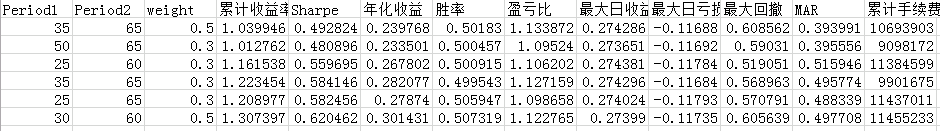 Period1 Period2 weight 累计收益率 Sharpe 年化收益 胜率 盈亏比 最大日收益 最大日亏损 最大回撤 MAR 累计手续费
35 65 0.5 1.039946 0.492824 0.239768 0.50183 1.133872 0.274286 -0.11688 0.608562 0.393991 10693903
50 65 0.3 1.012762 0.480896 0.233501 0.500457 1.09524 0.273651 -0.11692 0.59031 0.395556 9098172
25 60 0.3 1.161538 0.559695 0.267802 0.500915 1.106202 0.274381 -0.11784 0.519051 0.515946 11384599
35 65 0.3 1.223454 0.584146 0.282077 0.499543 1.127159 0.274296 -0.11684 0.568963 0.495774 9901675
25 65 0.3 1.208977 0.582456 0.27874 0.505947 1.098658 0.274024 -0.11793 0.570791 0.488339 11437011
30 60 0.5 1.307397 0.620462 0.301431 0.507319 1.122765 0.27399 -0.11735 0.605639 0.497708 11455233